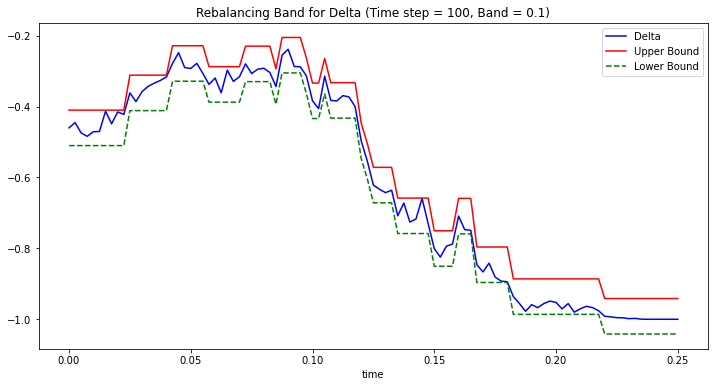 Rebalancing Band for Delta (Time step = 100, Band = 0.1)
Delta
Upper Bound
Lower Bound
−0.2
−0.4
−0.6
−0.8
−1.0
0.00 0.05 0.10 0.15 0.20 0.25
time